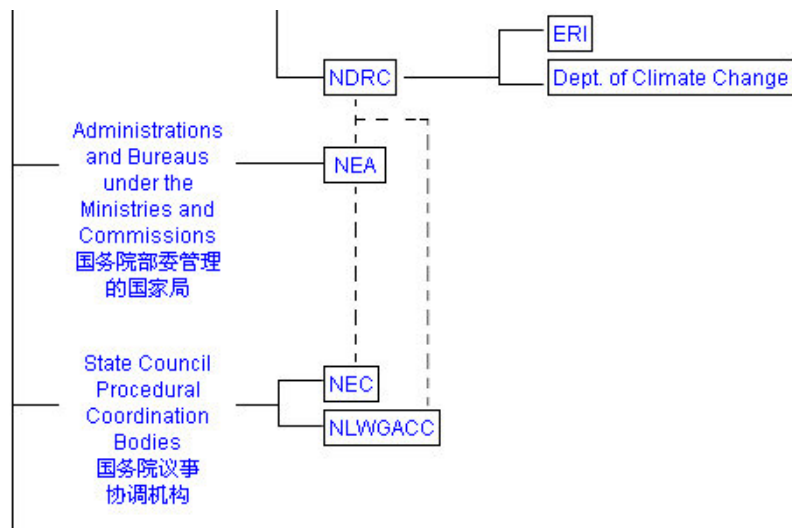 ERI
NDRC
Dept. of Climate Change
Administrations
and Bureaus
under the
Ministries and
Commissions
国务院部委管理
的国家局
NEA
State Council
Procedural
Coordination
Bodies
国务院议事
协调机构
NEC
NLWGACC